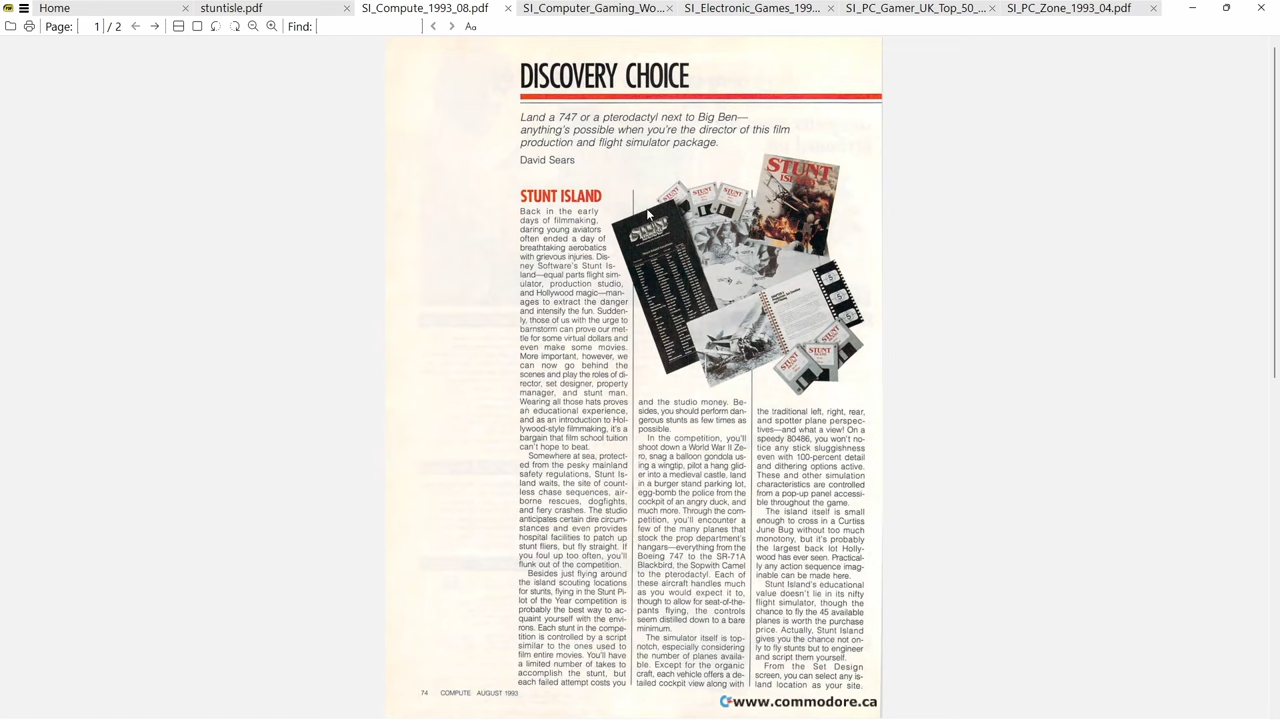 Home
stuntisle.pdf
SI_Compute_1993_08.pdf
SI_Computer_Gaming_Wo...
SI_Electronic_Games_199...
SI_PC_Gamer_UK_Top_50_...
SI_PC_Zone_1993_04.pdf
Page: 1 / 2
Find:
Aa
DISCOVERY CHOICE
Land a 747 or a pterodactyl next to Big Ben—
anything's possible when you're the director of this film
production and flight simulator package.
David Sears
STUNT ISLAND
Back in the early
days of filmmaking,
daring young aviators
often ended a day of
breathtaking aerobatics
with grievous injuries. Dis-
ney Software's Stunt Is-
land—equal parts flight sim-
ulator, production studio,
and Hollywood magic—man-
ages to extract the danger
and intensify the fun. Sudden-
ly, those of us with the urge to
barnstorm can prove our met-
tle for some virtual dollars and
even make some movies.
More important, however, we
can now go behind the
scenes and play the roles of di-
rector, set designer, property
manager, and stunt man.
Wearing all those hats proves
an educational experience,
and as an introduction to Hol-
lywood-style filmmaking, it's a
bargain that film school tuition
can't hope to beat.
Somewhere at sea, protect-
ed from the pesky mainland
safety regulations, Stunt Is-
land waits, the site of count-
less chase sequences, air-
borne rescues, dogfights,
and fiery crashes. The studio
anticipates certain dire circum-
stances and even provides
hospital facilities to patch up
stunt fliers, but fly straight. If
you foul up too often, you'll
flunk out of the competition.
Besides just flying around
the island scouting locations
for stunts, flying in the Stunt Pi-
lot of the Year competition is
probably the best way to ac-
quaint yourself with the envi-
rons. Each stunt in the compe-
tition is controlled by a script
similar to the ones used to
film entire movies. You'll have
a limited number of takes to
accomplish the stunt, but
each failed attempt costs you
STUNT
STUNT
STUNT
STUNT
ISLAND
STUNT
STUNT
5
5
5
STUNT
STUNT
STUNT
and the studio money. Be-
sides, you should perform dan-
gerous stunts as few times as
possible.
In the competition, you'll
shoot down a World War II Ze-
ro, snag a balloon gondola us-
ing a wingtip, pilot a hang glid-
er into a medieval castle, land
in a burger stand parking lot,
egg-bomb the police from the
cockpit of an angry duck, and
much more. Through the com-
petition, you'll encounter a
few of the many planes that
stock the prop department's
hangars—everything from the
Boeing 747 to the SR-71A
Blackbird, the Sopwith Camel
to the pterodactyl. Each of
these aircraft handles much
as you would expect it to,
though to allow for seat-of-the-
pants flying, the controls
seem distilled down to a bare
minimum.
The simulator itself is top-
notch, especially considering
the number of planes availa-
ble. Except for the organic
craft, each vehicle offers a de-
tailed cockpit view along with
the traditional left, right, rear,
and spotter plane perspec-
tives—and what a view! On a
speedy 80486, you won't no-
tice any stick sluggishness
even with 100-percent detail
and dithering options active.
These and other simulation
characteristics are controlled
from a pop-up panel accessi-
ble throughout the game.
The island itself is small
enough to cross in a Curtiss
June Bug without too much
monotony, but it's probably
the largest back lot Holly-
wood has ever seen. Practical-
ly any action sequence imag-
inable can be made here.
Stunt Island's educational
value doesn't lie in its nifty
flight simulator, though the
chance to fly the 45 available
planes is worth the purchase
price. Actually, Stunt Island
gives you the chance not on-
ly to fly stunts but to engineer
and script them yourself.
From the Set Design
screen, you can select any is-
land location as your site.
74 COMPUTE AUGUST 1993
www.commodore.ca